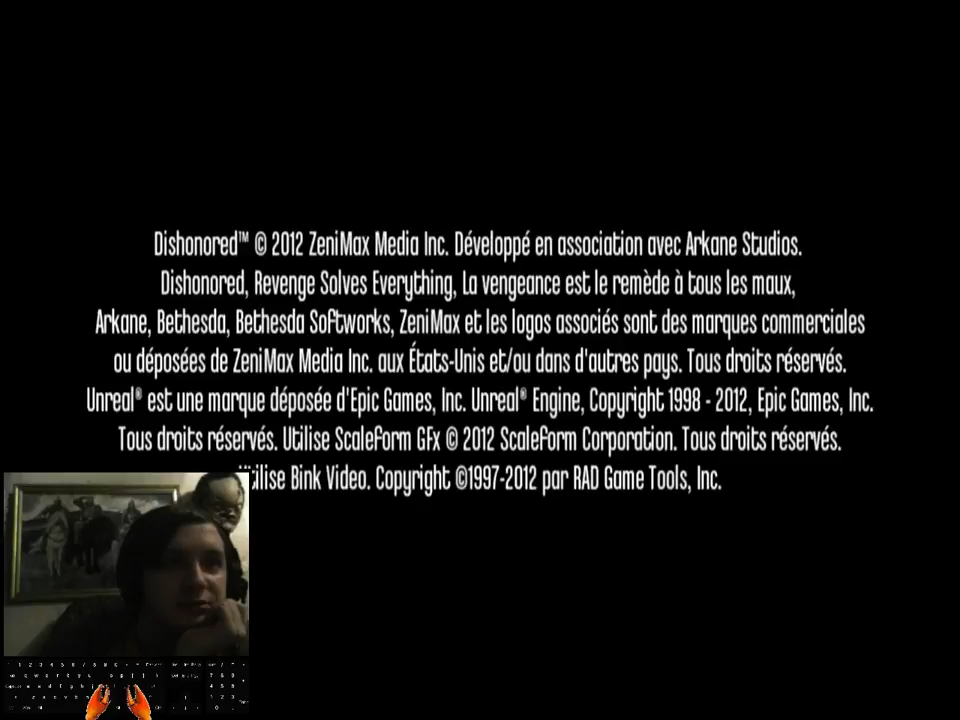 Dishonored™ © 2012 ZeniMax Media Inc. Développé en association avec Arkane Studios.
Dishonored, Revenge Solves Everything, La vengeance est le remède à tous les maux,
Arkane, Bethesda, Bethesda Softworks, ZeniMax et les logos associés sont des marques commerciales
ou déposées de ZeniMax Media Inc. aux États-Unis et/ou dans d'autres pays. Tous droits réservés.
Unreal® est une marque déposée d'Epic Games, Inc. Unreal® Engine, Copyright 1998 - 2012, Epic Games, Inc.
Tous droits réservés. Utilise Scaleform GFx © 2012 Scaleform Corporation. Tous droits réservés.
Utilise Bink Video. Copyright ©1997-2012 par RAD Game Tools, Inc.